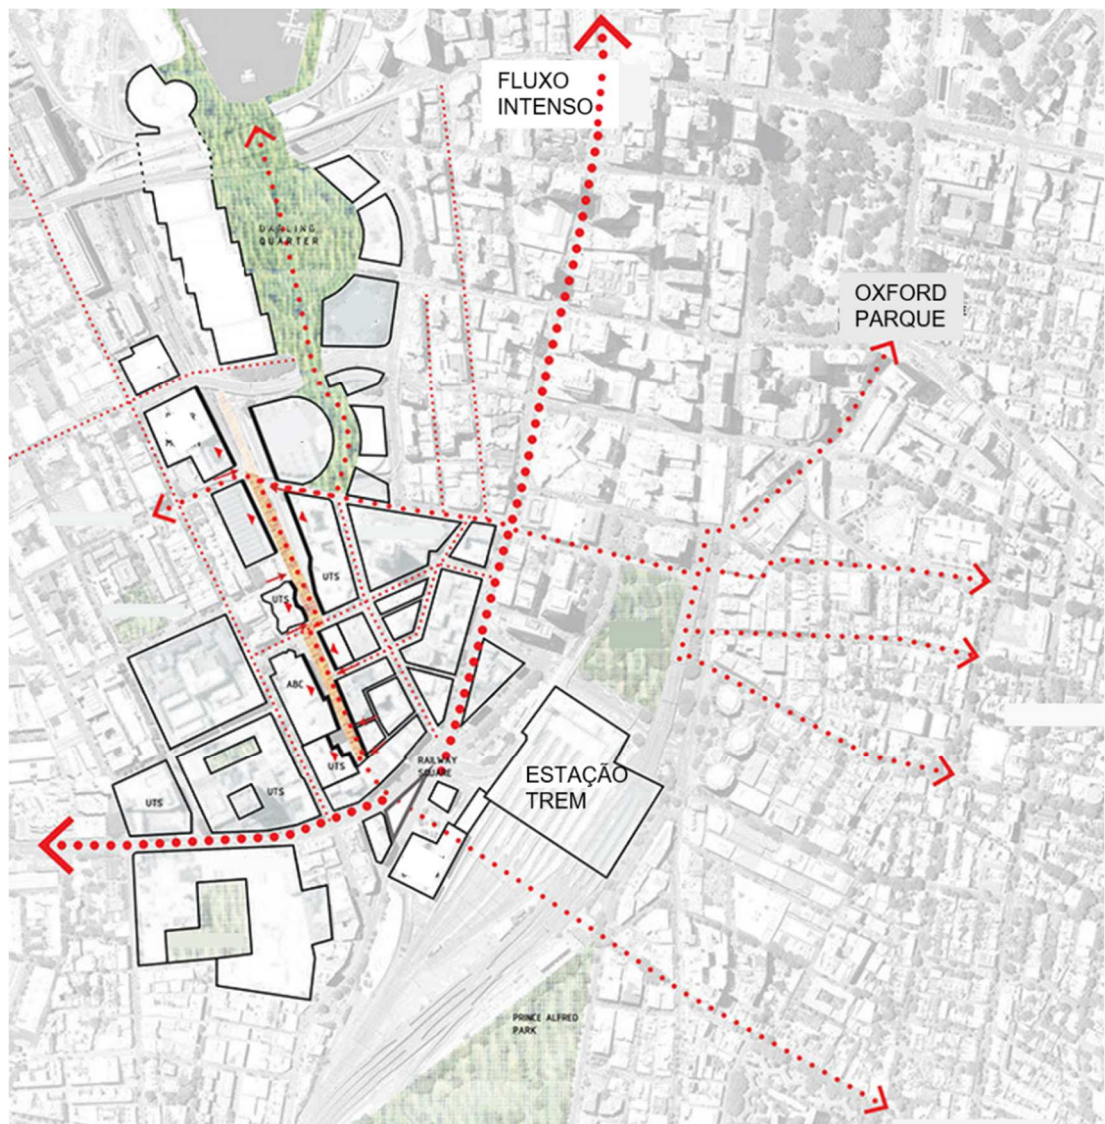 FLUXO
INTENSO
DARLING
QUARTER
OXFORD
PARQUE
UTS
UTS
ABC
UTS
RAILWAY
SQUARE
ESTAÇÃO
TREM
UTS
UTS
PRINCE ALFRED
PARK